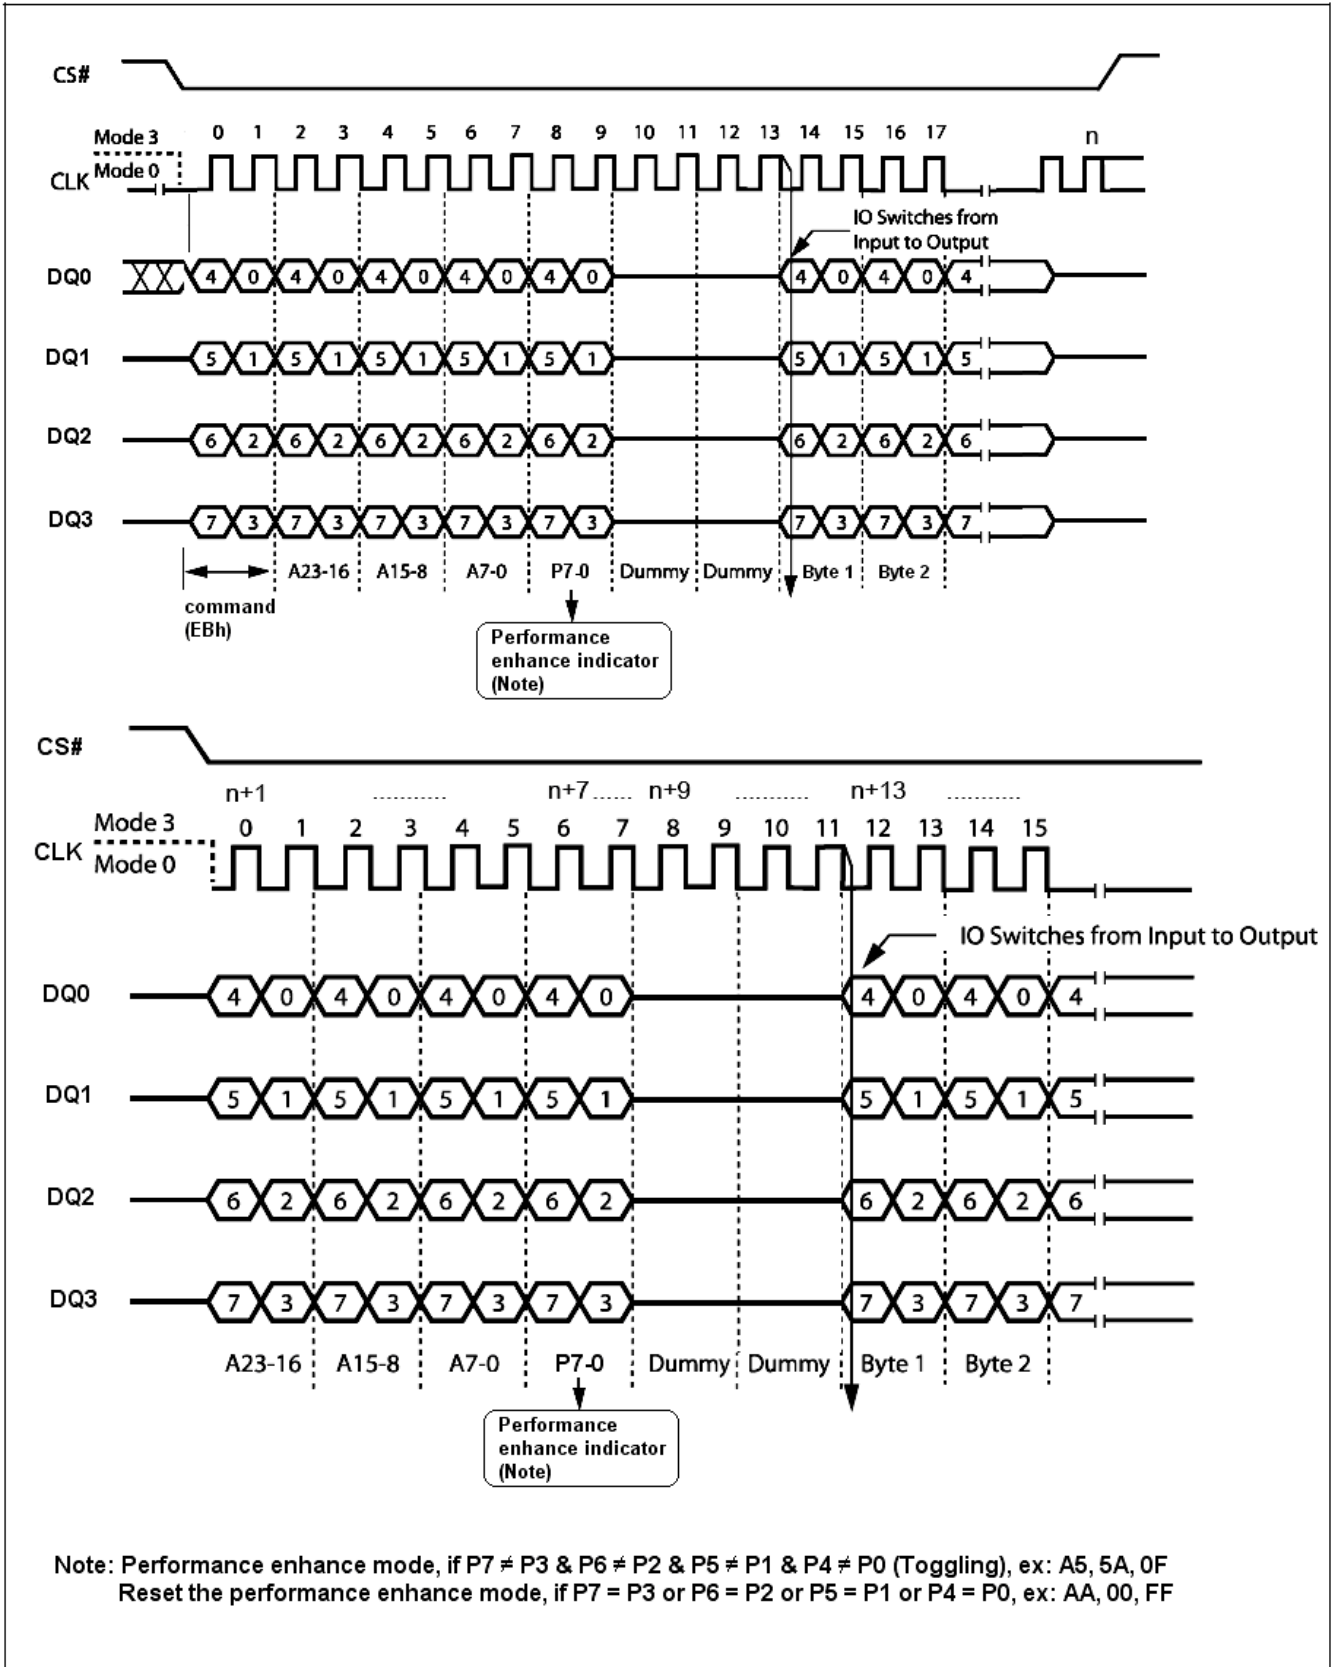 CS#
0 1 2 3 4 5 6 7 8 9 10 11 12 13 14 15 16 17 n
Mode 3
CLK Mode 0
IO Switches from
Input to Output
DQ0 4 0 4 0 4 0 4 0 4 0 4 0 4 0 4
DQ1 5 1 5 1 5 1 5 1 5 1 5 1 5 1 5
DQ2 6 2 6 2 6 2 6 2 6 2 6 2 6 2 6
DQ3 7 3 7 3 7 3 7 3 7 3 7 3 7 3 7
A23-16 A15-8 A7-0 P7-0 Dummy Dummy Byte 1 Byte 2
command
(EBh)
Performance
enhance indicator
(Note)
CS#
n+1 .......... n+7...... n+9 .......... n+13 ..........
Mode 3 0 1 2 3 4 5 6 7 8 9 10 11 12 13 14 15
CLK Mode 0
IO Switches from Input to Output
DQ0 4 0 4 0 4 0 4 0 4 0 4 0 4
DQ1 5 1 5 1 5 1 5 1 5 1 5 1 5
DQ2 6 2 6 2 6 2 6 2 6 2 6 2 6
DQ3 7 3 7 3 7 3 7 3 7 3 7 3 7
A23-16 A15-8 A7-0 P7-0 Dummy Dummy Byte 1 Byte 2
Performance
enhance indicator
(Note)
Note: Performance enhance mode, if P7 ≠ P3 & P6 ≠ P2 & P5 ≠ P1 & P4 ≠ P0 (Toggling), ex: A5, 5A, 0F
Reset the performance enhance mode, if P7 = P3 or P6 = P2 or P5 = P1 or P4 = P0, ex: AA, 00, FF